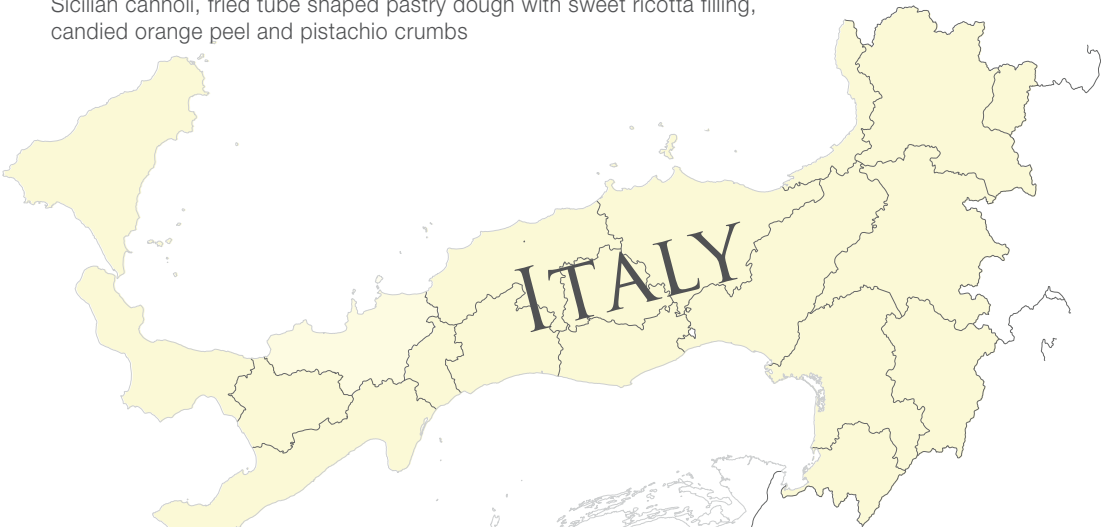 Sicilian cannoli, fried tube shaped pastry dough with sweet ricotta filling,
candied orange peel and pistachio crumbs
ITALY